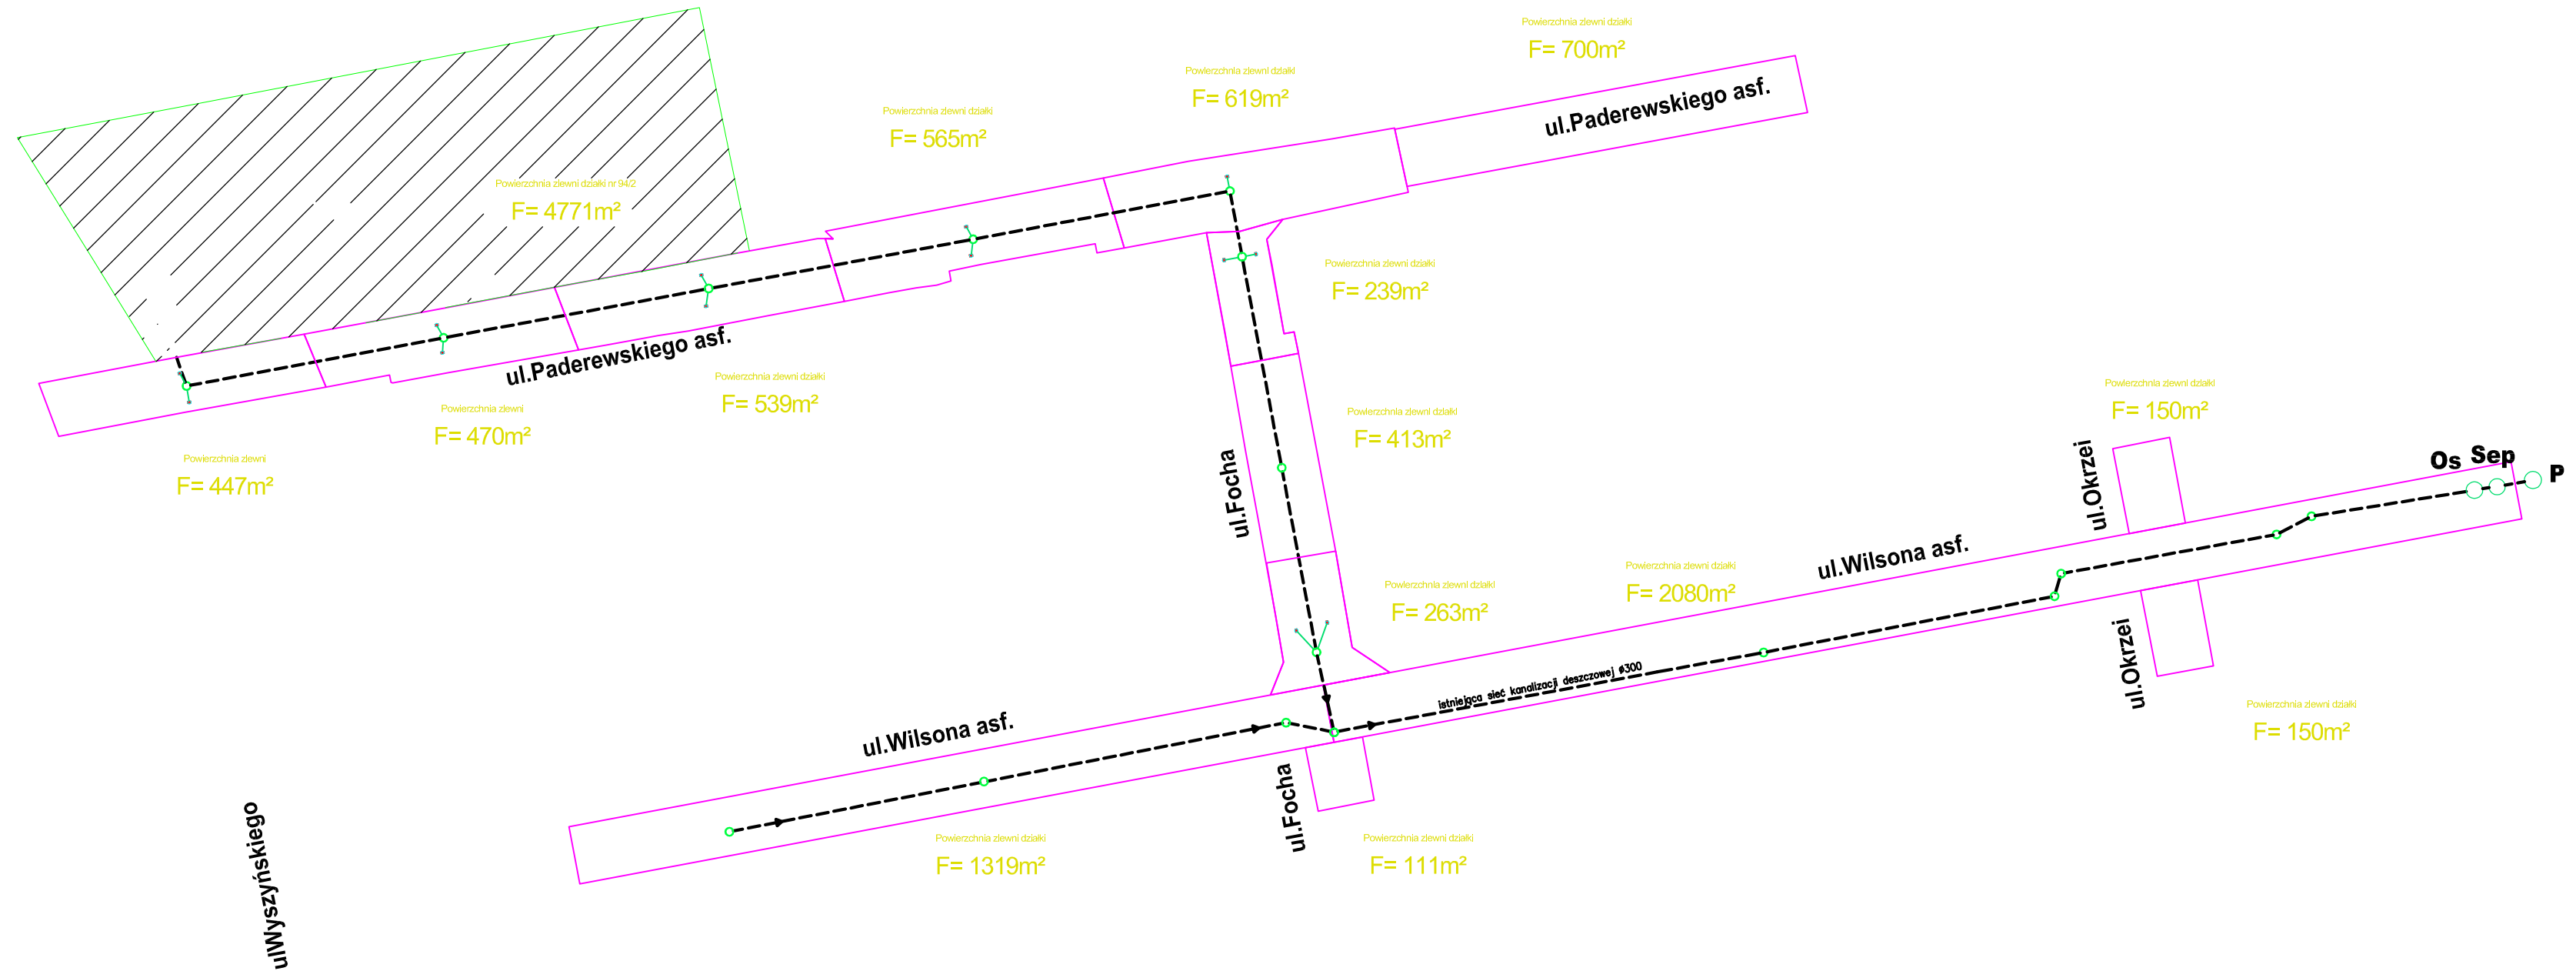 Powierzchnia zlewni działki
F= 700m²
Powierzchnia zlewni działki
F= 619m²
ul.Paderewskiego asf.
Powierzchnia zlewni działki
F= 565m²
Powierzchnia zlewni działki nr 94/2
F= 4771m²
Powierzchnia zlewni działki
F= 239m²
ul.Paderewskiego asf.
Powierzchnia zlewni działki
F= 539m²
Powierzchnia zlewni
F= 470m²
Powierzchnia zlewni
F= 447m²
Powierzchnia zlewni działki
F= 413m²
ul.Focha
Powierzchnia zlewni działki
F= 150m²
ul.Okrzei
Os Sep P
ul.Wilsona asf.
Powierzchnia zlewni działki
F= 263m²
Powierzchnia zlewni działki
F= 2080m²
ul.Okrzei
istniejąca sieć kanalizacji deszczowej ø300
Powierzchnia zlewni działki
F= 150m²
ul.Wilsona asf.
ul.Focha
Powierzchnia zlewni działki
F= 1319m²
Powierzchnia zlewni działki
F= 111m²
ulWyszyńskiego